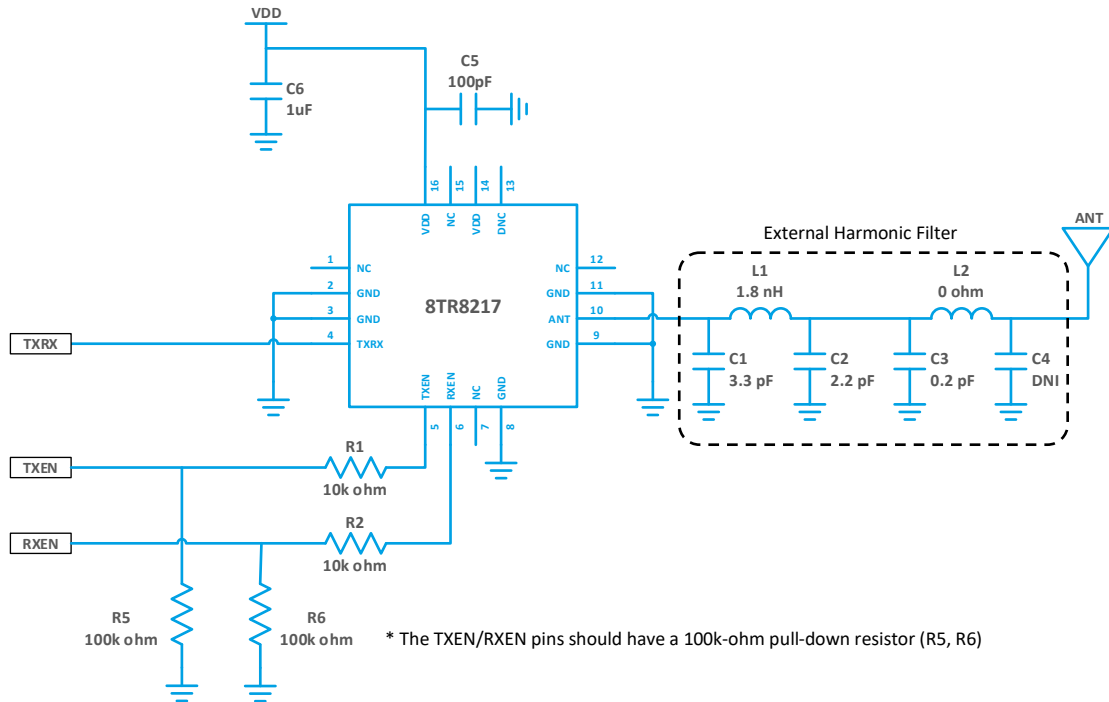 VDD
C5
100pF
C6
1uF
16
15
14
13
VDD
NC
VDD
DNC
ANT
External Harmonic Filter
1
NC
NC
12
2
GND
GND
11
L1
L2
1.8 nH
0 ohm
8TR8217
3
GND
ANT
10
TXRX
4
TXRX
GND
9
C1
C2
C3
C4
3.3 pF
2.2 pF
0.2 pF
DNI
TXEN
RXEN
NC
GND
5
6
7
8
R1
TXEN
10k ohm
R2
RXEN
10k ohm
R5
R6
100k ohm
100k ohm
* The TXEN/RXEN pins should have a 100k-ohm pull-down resistor (R5, R6)